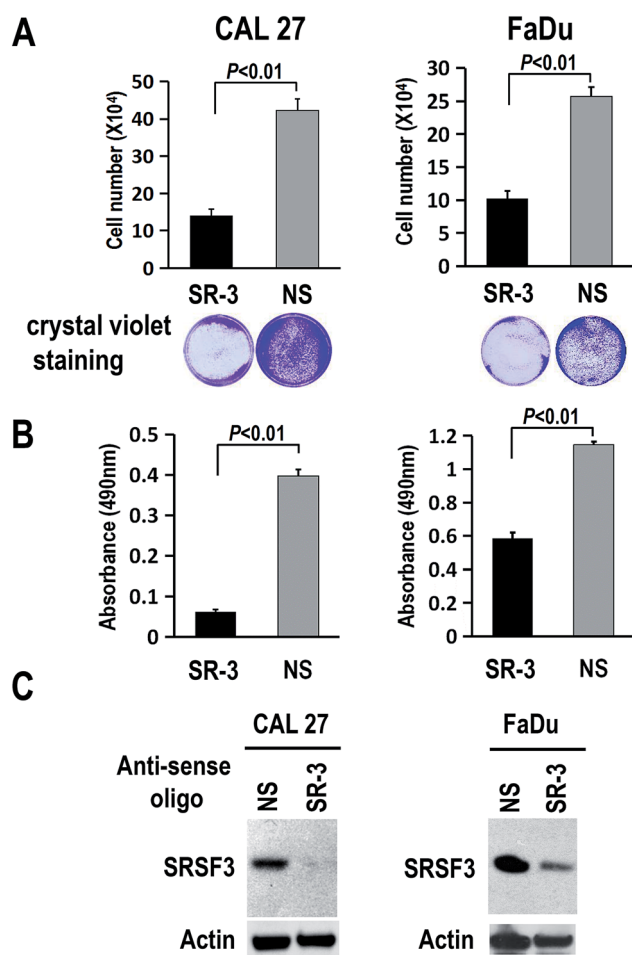 A
CAL 27
FaDu
Cell number (X10⁴)
50
40
30
20
10
0
P<0.01
SR-3
NS
Cell number (X10⁴)
30
25
20
15
10
5
0
P<0.01
SR-3
NS
crystal violet
staining
B
Absorbance (490nm)
0.5
0.4
0.3
0.2
0.1
0
P<0.01
SR-3
NS
Absorbance (490nm)
1.2
1
0.8
0.6
0.4
0.2
0
P<0.01
SR-3
NS
C
CAL 27
FaDu
Anti-sense
oligo
NS
SR-3
NS
SR-3
SRSF3
SRSF3
Actin
Actin